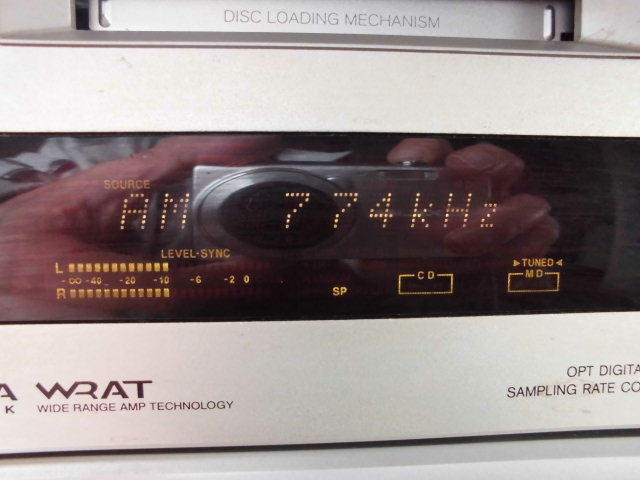 DISC LOADING MECHANISM
SOURCE
AM 774kHz
LEVEL-SYNC
L
-∞ -40 -20 -10 -6 -2 0
R
SP
CD
▶TUNED◀
MD
A WRAT
K WIDE RANGE AMP TECHNOLOGY
OPT DIGITA
SAMPLING RATE CO